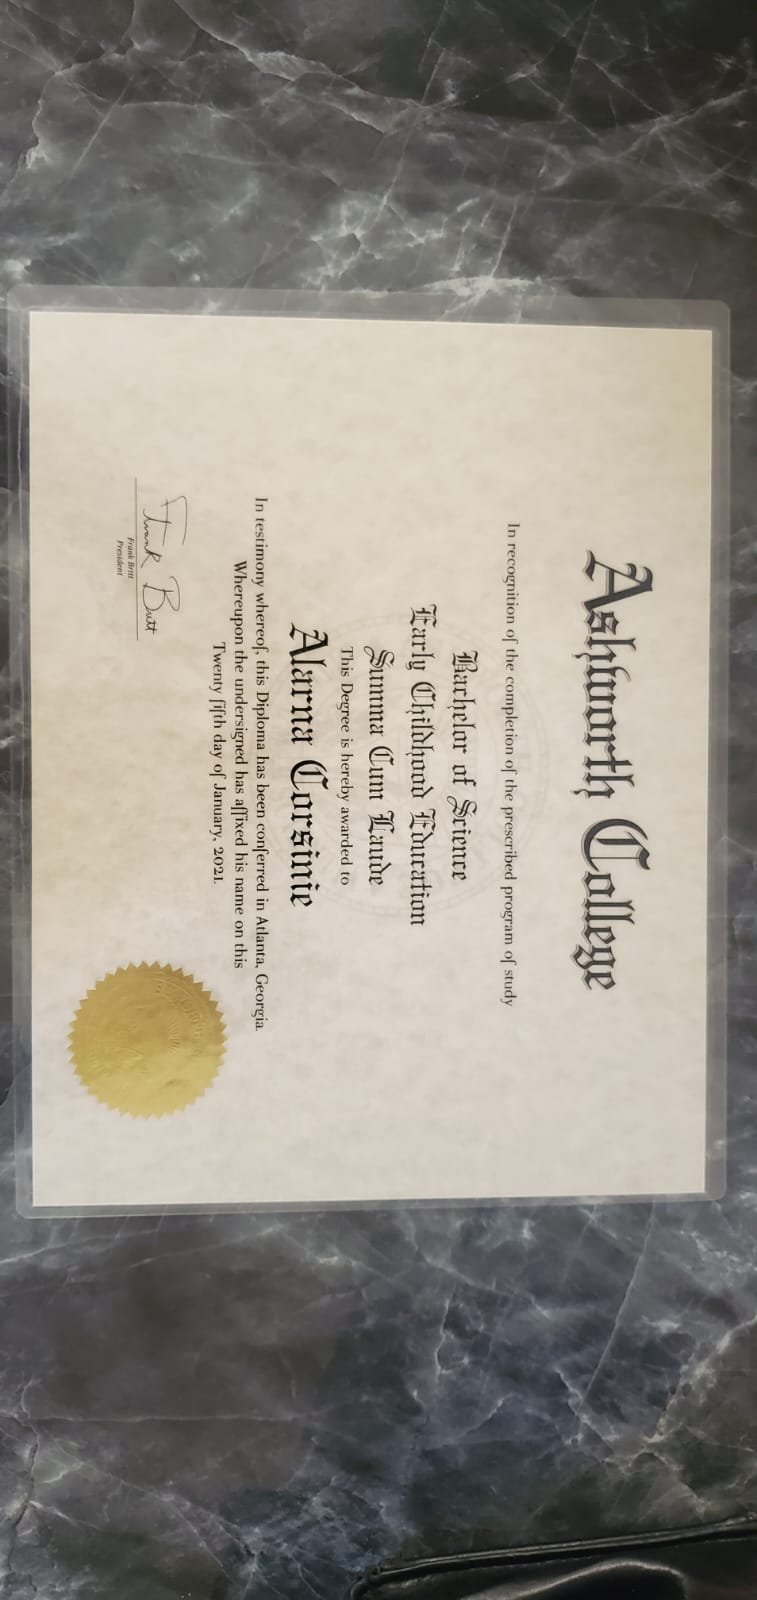 Ashworth College
In recognition of the completion of the prescribed program of study
Bachelor of Science
Early Childhood Education
Summa Cum Laude
This Degree is hereby awarded to
Alarna Corsinie
In testimony whereof, this Diploma has been conferred in Atlanta, Georgia.
Whereupon the undersigned has affixed his name on this
Twenty fifth day of January, 2021.
Frank Britt
Frank Britt
President